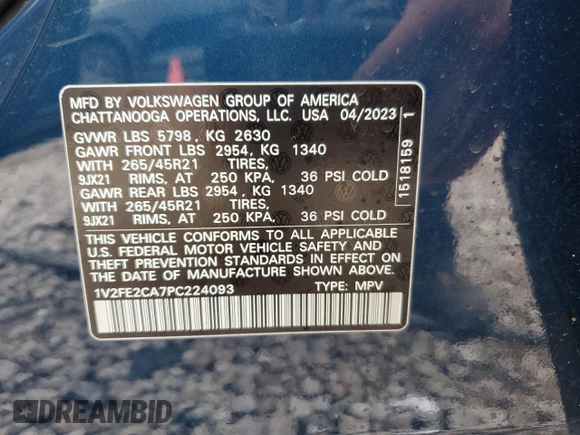 MFD BY VOLKSWAGEN GROUP OF AMERICA
CHATTANOOGA OPERATIONS, LLC. USA 04/2023
GVWR LBS 5798, KG 2630
GAWR FRONT LBS 2954, KG 1340
WITH 265/45R21 TIRES,
9JX21 RIMS, AT 250 KPA, 36 PSI COLD
GAWR REAR LBS 2954, KG 1340
WITH 265/45R21 TIRES,
9JX21 RIMS, AT 250 KPA, 36 PSI COLD
THIS VEHICLE CONFORMS TO ALL APPLICABLE
U.S. FEDERAL MOTOR VEHICLE SAFETY AND
THEFT PREVENTION STANDARDS IN EFFECT ON
THE DATE OF MANUFACTURE SHOWN ABOVE.
1V2FE2CA7PC224093 TYPE: MPV
1518169 1
DREAMBID